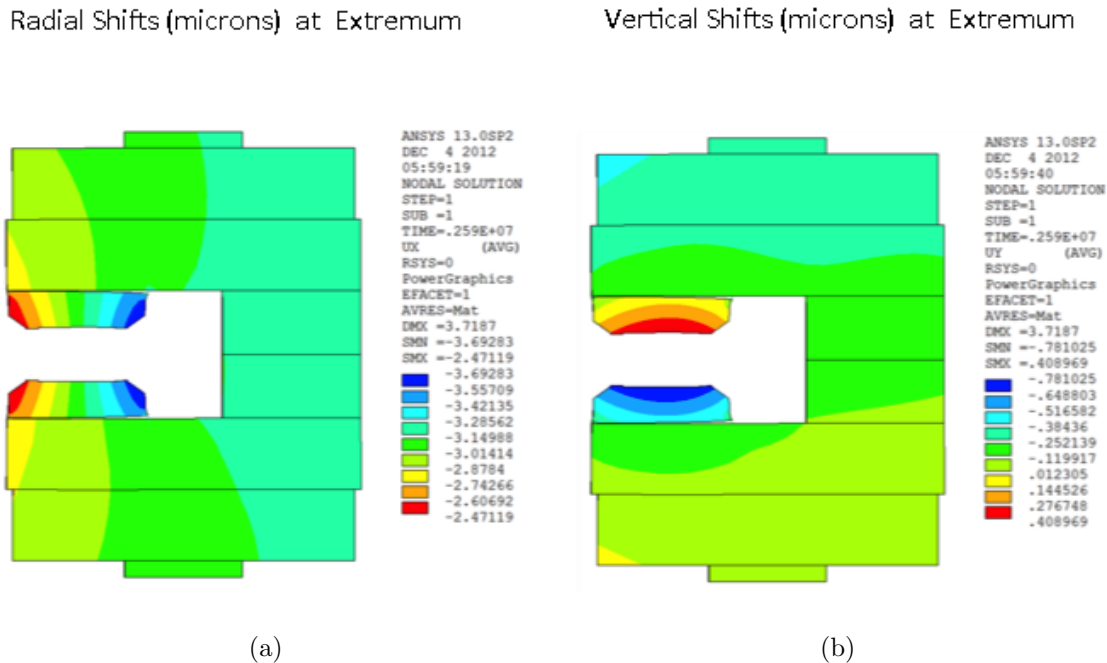 Radial Shifts (microns) at Extremum
Vertical Shifts (microns) at Extremum
ANSYS 13.0SP2
DEC 4 2012
05:59:19
NODAL SOLUTION
STEP=1
SUB =1
TIME=.259E+07
UX (AVG)
RSYS=0
PowerGraphics
EFACET=1
AVRES=Mat
DMX =3.7187
SMN =-3.69283
SMX =-2.47119
-3.69283
-3.55709
-3.42135
-3.28562
-3.14988
-3.01414
-2.8784
-2.74266
-2.60692
-2.47119
ANSYS 13.0SP2
DEC 4 2012
05:59:40
NODAL SOLUTION
STEP=1
SUB =1
TIME=.259E+07
UY (AVG)
RSYS=0
PowerGraphics
EFACET=1
AVRES=Mat
DMX =3.7187
SMN =-.781025
SMX =.408969
-.781025
-.648803
-.516582
-.38436
-.252139
-.119917
.012305
.144526
.276748
.408969
(a)
(b)